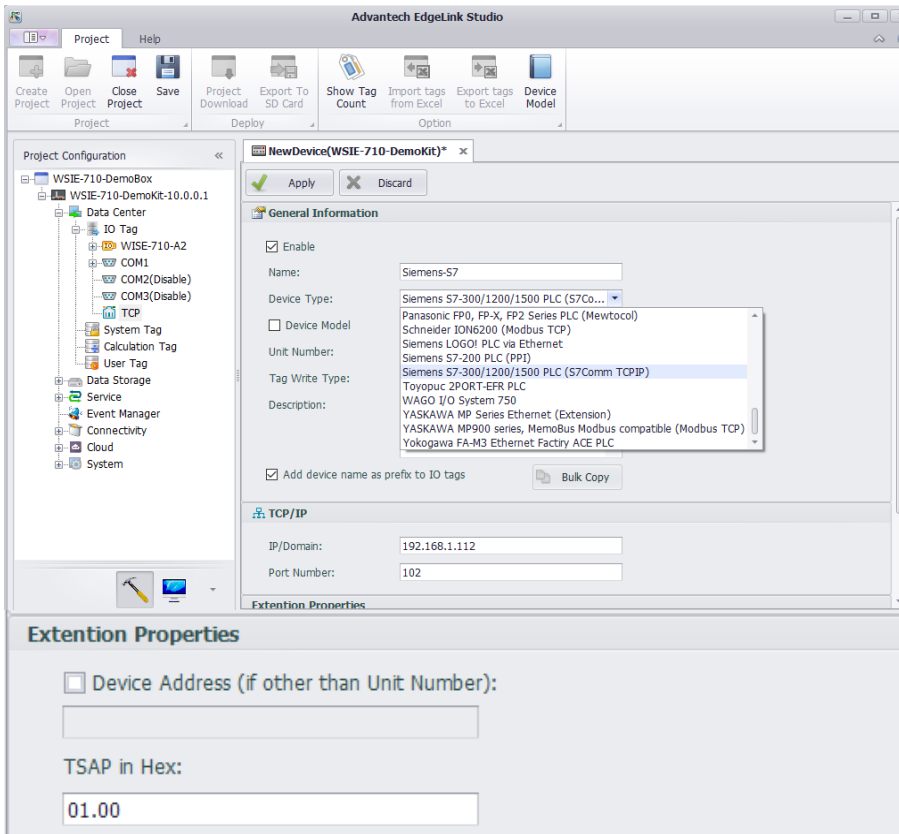 Advantech EdgeLink Studio
Project Help
Create Project
Open Project
Close Project
Save
Project Download
Export To SD Card
Show Tag Count
Import tags from Excel
Export tags to Excel
Device Model
Project
Deploy
Option
Project Configuration «
WSIE-710-DemoBox
WSIE-710-DemoKit-10.0.0.1
Data Center
IO Tag
WISE-710-A2
COM1
COM2(Disable)
COM3(Disable)
TCP
System Tag
Calculation Tag
User Tag
Data Storage
Service
Event Manager
Connectivity
Cloud
System
NewDevice(WSIE-710-DemoKit)* x
Apply Discard
General Information
Enable
Name: Siemens-S7
Device Type: Siemens S7-300/1200/1500 PLC (S7Co...
Device Model
Unit Number:
Tag Write Type:
Description:
Panasonic FP0, FP-X, FP2 Series PLC (Mewtocol)
Schneider ION6200 (Modbus TCP)
Siemens LOGO! PLC via Ethernet
Siemens S7-200 PLC (PPI)
Siemens S7-300/1200/1500 PLC (S7Comm TCPIP)
Toyopuc 2PORT-EFR PLC
WAGO I/O System 750
YASKAWA MP Series Ethernet (Extension)
YASKAWA MP900 series, MemoBus Modbus compatible (Modbus TCP)
Yokogawa FA-M3 Ethernet Factiry ACE PLC
Add device name as prefix to IO tags
Bulk Copy
TCP/IP
IP/Domain: 192.168.1.112
Port Number: 102
Extention Properties
Extention Properties
Device Address (if other than Unit Number):
TSAP in Hex:
01.00